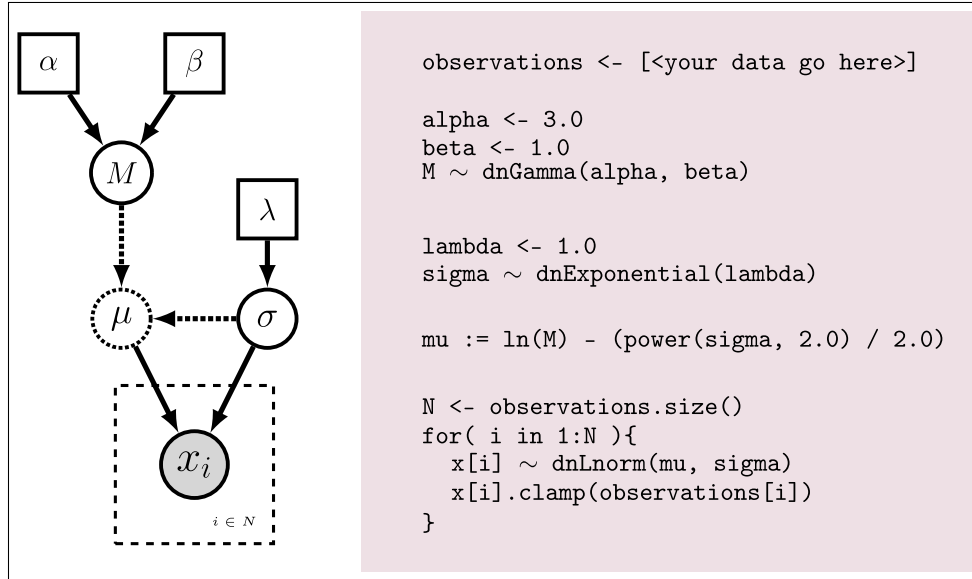 α
β
M
λ
μ
σ
xᵢ
i ∈ N
observations <- [<your data go here>]
alpha <- 3.0
beta <- 1.0
M ∼ dnGamma(alpha, beta)
lambda <- 1.0
sigma ∼ dnExponential(lambda)
mu := ln(M) - (power(sigma, 2.0) / 2.0)
N <- observations.size()
for( i in 1:N ){
  x[i] ∼ dnLnorm(mu, sigma)
  x[i].clamp(observations[i])
}